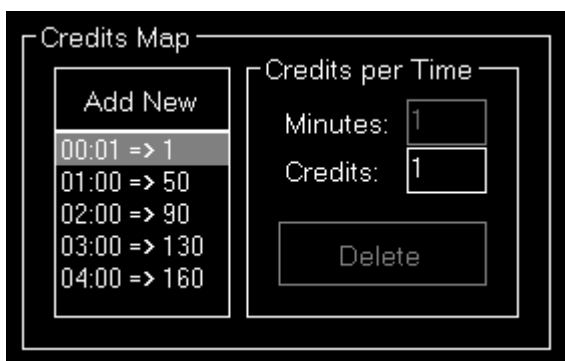 Credits Map
Add New
00:01 => 1
01:00 => 50
02:00 => 90
03:00 => 130
04:00 => 160
Credits per Time
Minutes: 1
Credits: 1
Delete